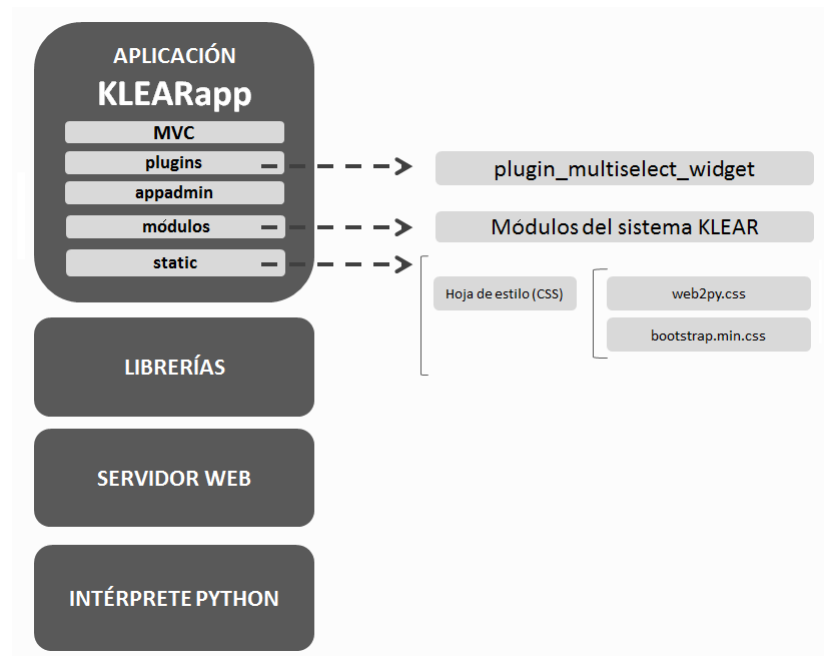 APLICACIÓN
KLEARapp
MVC
plugins
appadmin
módulos
static
plugin_multiselect_widget
Módulos del sistema KLEAR
Hoja de estilo (CSS)
web2py.css
bootstrap.min.css
LIBRERÍAS
SERVIDOR WEB
INTÉRPRETE PYTHON